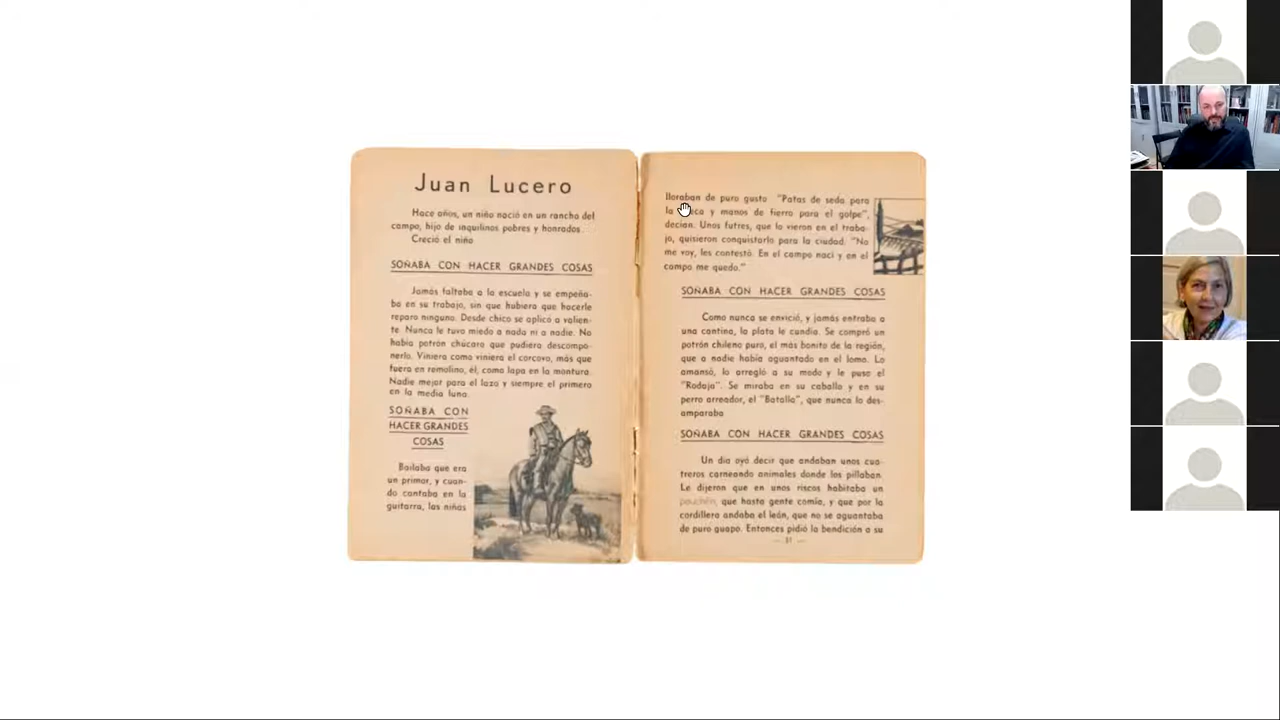 Juan Lucero
Hace años, un niño nació en un rancho del
campo, hijo de inquilinos pobres y honrados.
Creció el niño
SOÑABA CON HACER GRANDES COSAS
Jamás faltaba a la escuela y se empeña-
ba en su trabajo, sin que hubiera que hacerle
reparo ninguno. Desde chico se aplicó a valien-
te. Nunca le tuvo miedo a nada ni a nadie. No
había potrón chúcaro que pudiera descompo-
nerlo. Viniera como viniera el corcovo, más que
fuera en remolino, él, como lapa en la montura.
Nadie mejor para el lazo y siempre el primero
en la media luna.
SOÑABA CON
HACER GRANDES
COSAS
Bailaba que era
un primor, y cuan-
do cantaba en la
guitarra, las niñas
lloraban de puro gusto "Patas de seda para
la y manos de fierro para el golpe",
decían. Unos futres, que lo vieron en el traba-
jo, quisieron conquistarlo para la ciudad. "No
me voy, les contestó. En el campo nací y en el
campo me quedo."
SOÑABA CON HACER GRANDES COSAS
Como nunca se envició, y jamás entraba a
una cantina, la plata le cundía. Se compró un
potrón chileno puro, el más bonito de la región,
que a nadie había aguantado en el lomo. Lo
amansó, lo arregló a su modo y le puso el
"Rodaja". Se miraba en su caballo y en su
perro arreador, el "Batalla", que nunca lo des-
amparaba
SOÑABA CON HACER GRANDES COSAS
Un día oyó decir que andaban unos cua-
treros carneando animales donde los pillaban.
Le dijeron que en unos riscos habitaba un
que hasta gente comía, y que por la
cordillera andaba el león, que no se aguantaba
de puro guapo. Entonces pidió la bendición a su